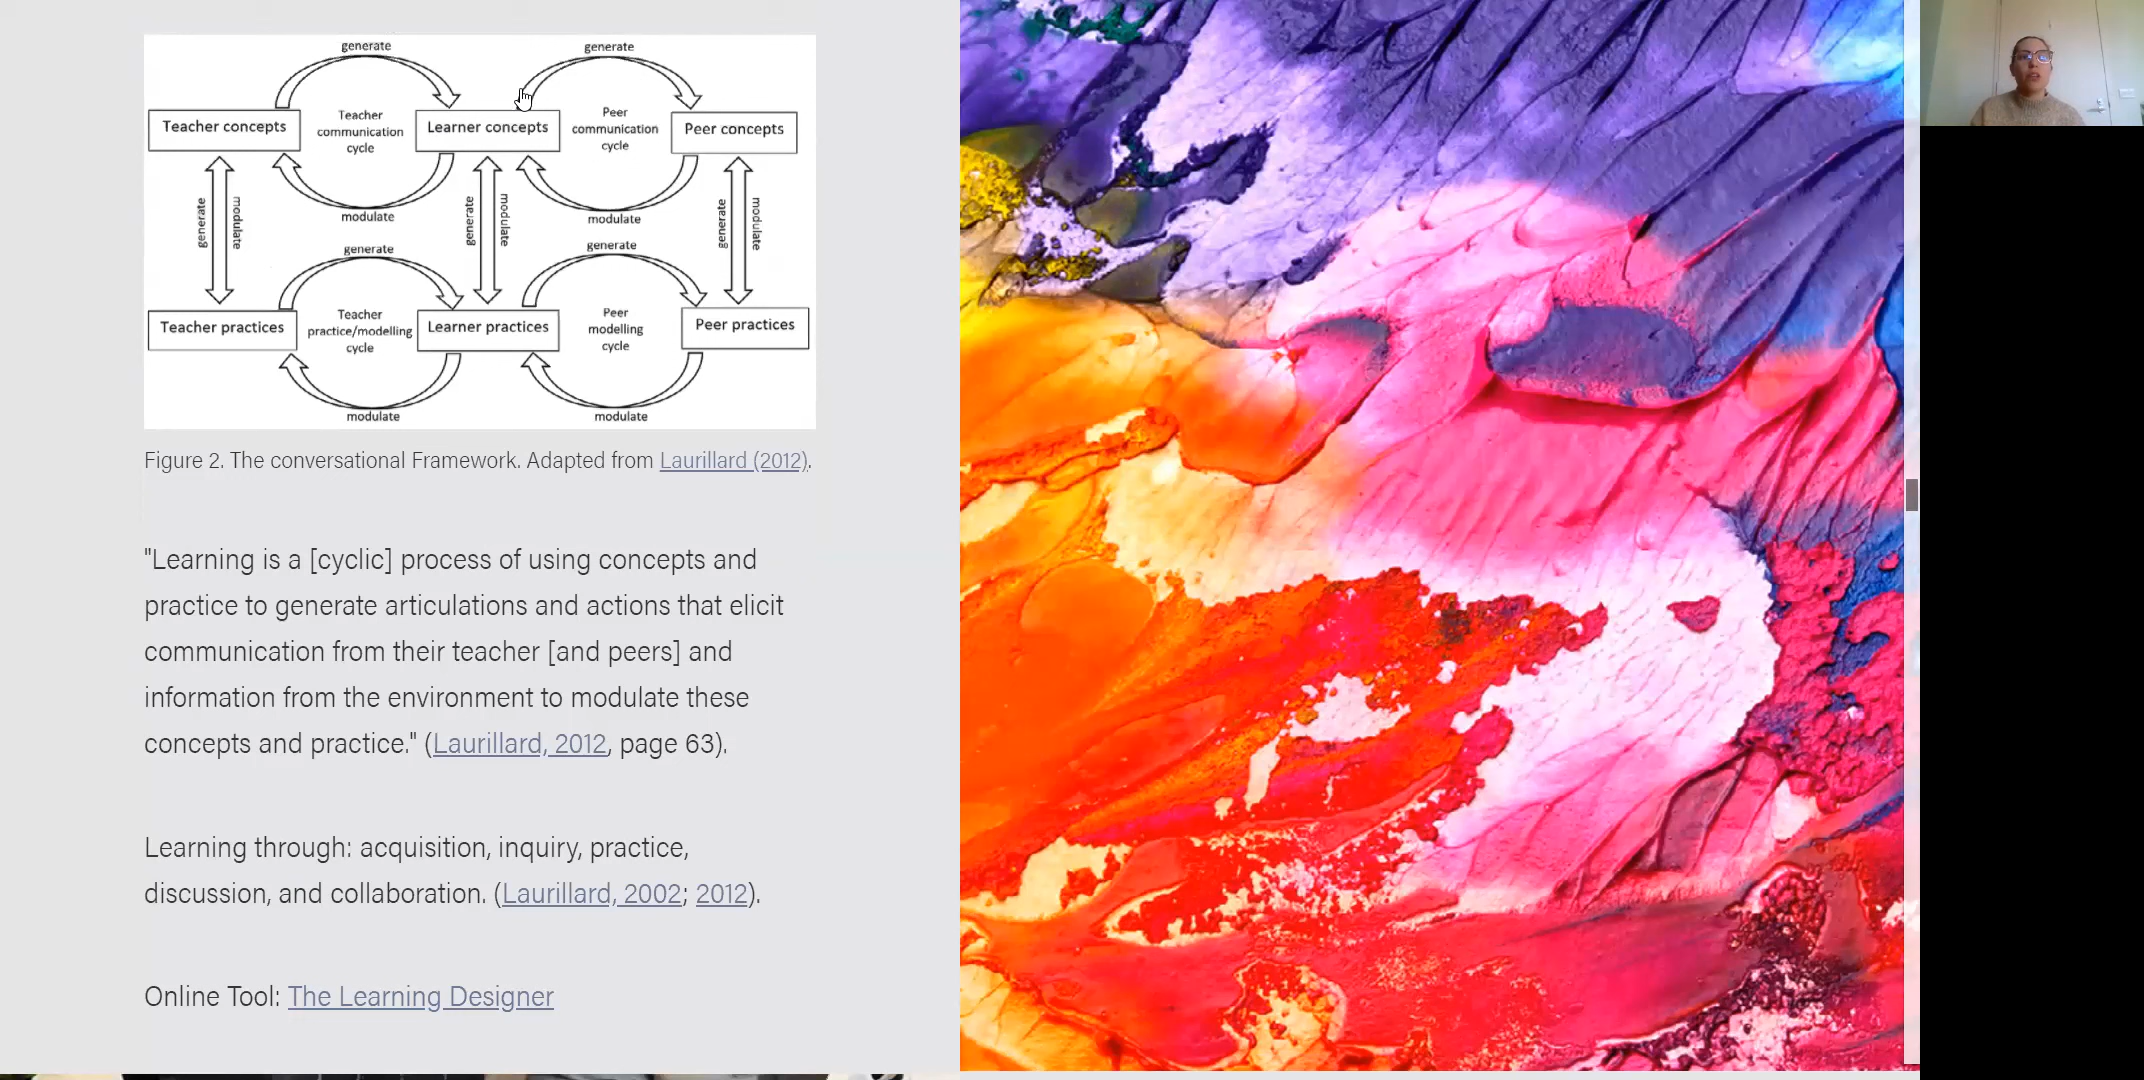 generate
generate
Teacher concepts
Teacher
communication
cycle
Learner concepts
Peer
communication
cycle
Peer concepts
modulate
modulate
generate
modulate
generate
modulate
generate
modulate
generate
generate
Teacher practices
Teacher
practice/modelling
cycle
Learner practices
Peer
modelling
cycle
Peer practices
modulate
modulate
Figure 2. The conversational Framework. Adapted from Laurillard (2012).
"Learning is a [cyclic] process of using concepts and
practice to generate articulations and actions that elicit
communication from their teacher [and peers] and
information from the environment to modulate these
concepts and practice." (Laurillard, 2012, page 63).
Learning through: acquisition, inquiry, practice,
discussion, and collaboration. (Laurillard, 2002; 2012).
Online Tool: The Learning Designer